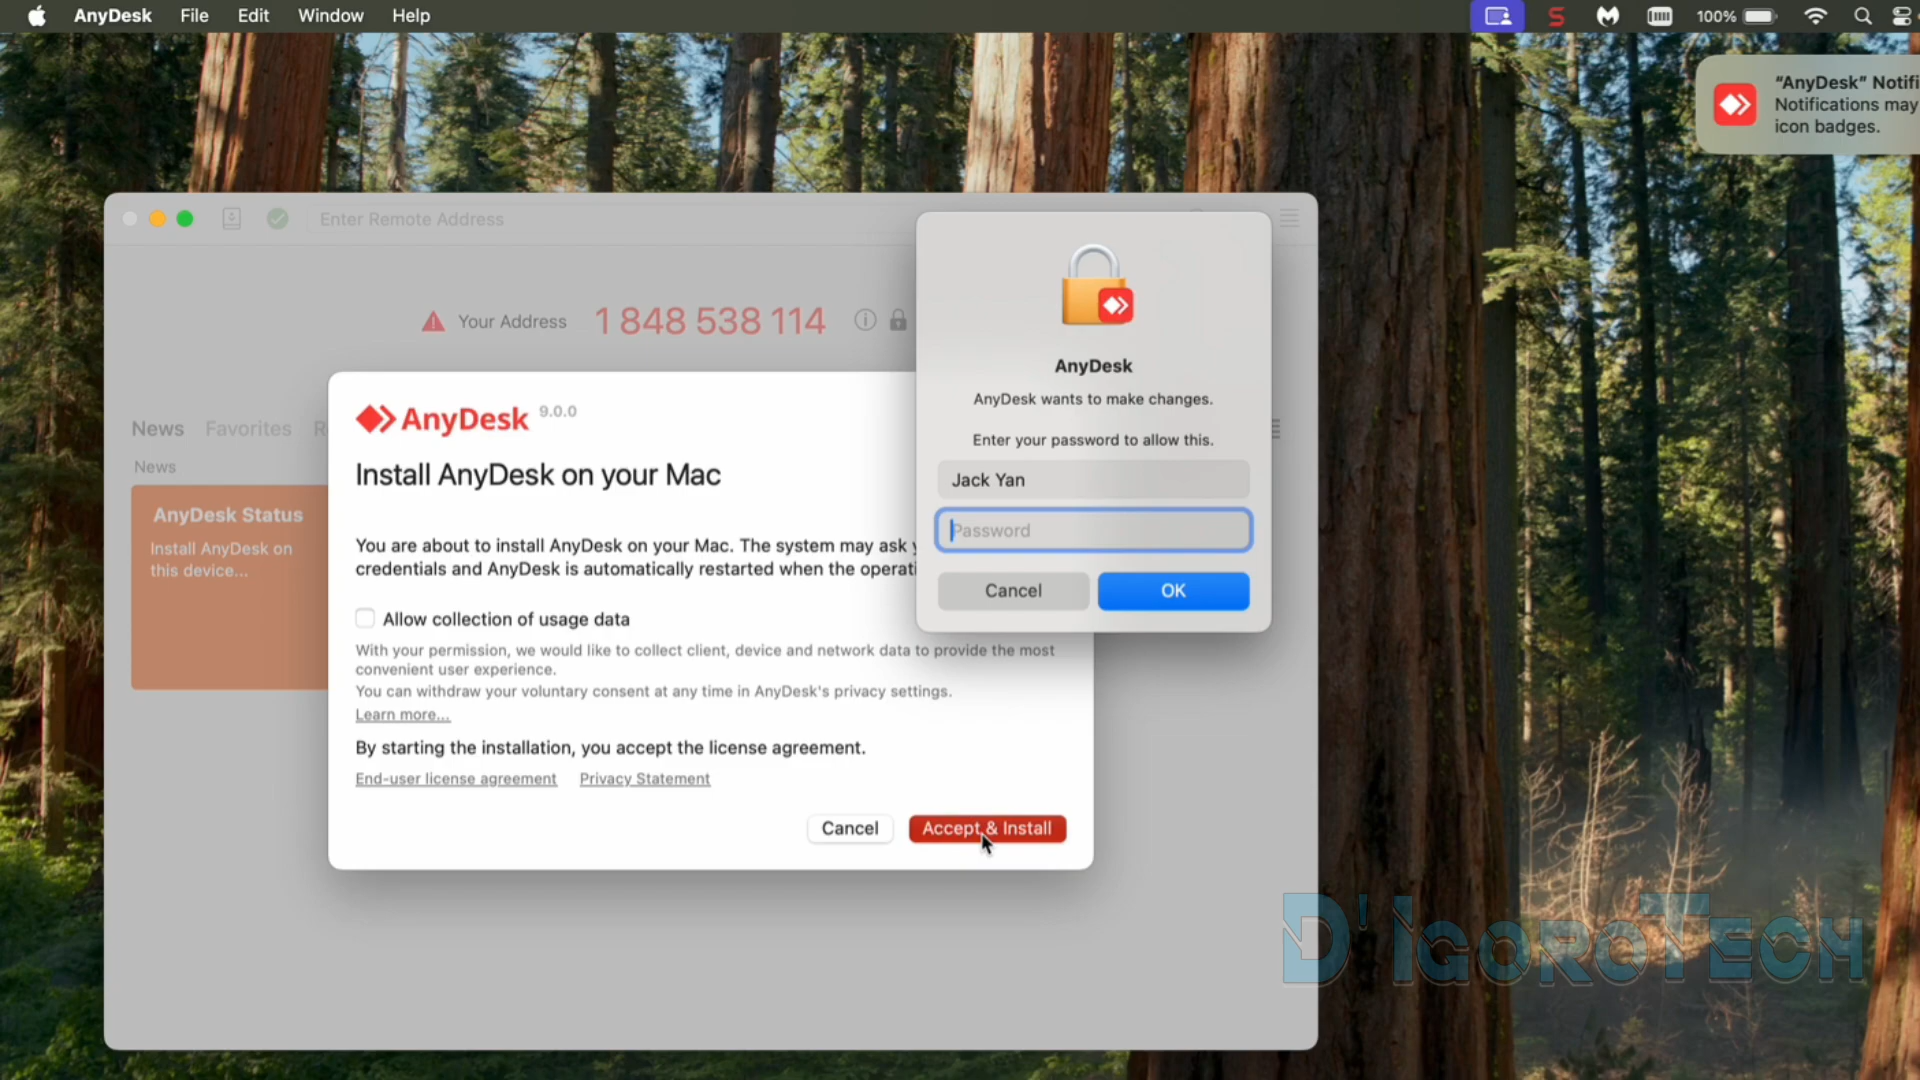 AnyDesk File Edit Window Help
100%
"AnyDesk" Notifi
Notifications may
icon badges.
Enter Remote Address
Your Address 1 848 538 114
News Favorites R
News
AnyDesk Status
Install AnyDesk on
this device...
AnyDesk 9.0.0
Install AnyDesk on your Mac
You are about to install AnyDesk on your Mac. The system may ask y
credentials and AnyDesk is automatically restarted when the operati
Allow collection of usage data
With your permission, we would like to collect client, device and network data to provide the most
convenient user experience.
You can withdraw your voluntary consent at any time in AnyDesk's privacy settings.
Learn more...
By starting the installation, you accept the license agreement.
End-user license agreement Privacy Statement
Cancel Accept & Install
AnyDesk
AnyDesk wants to make changes.
Enter your password to allow this.
Jack Yan
Password
Cancel OK
D'IGOROTECH